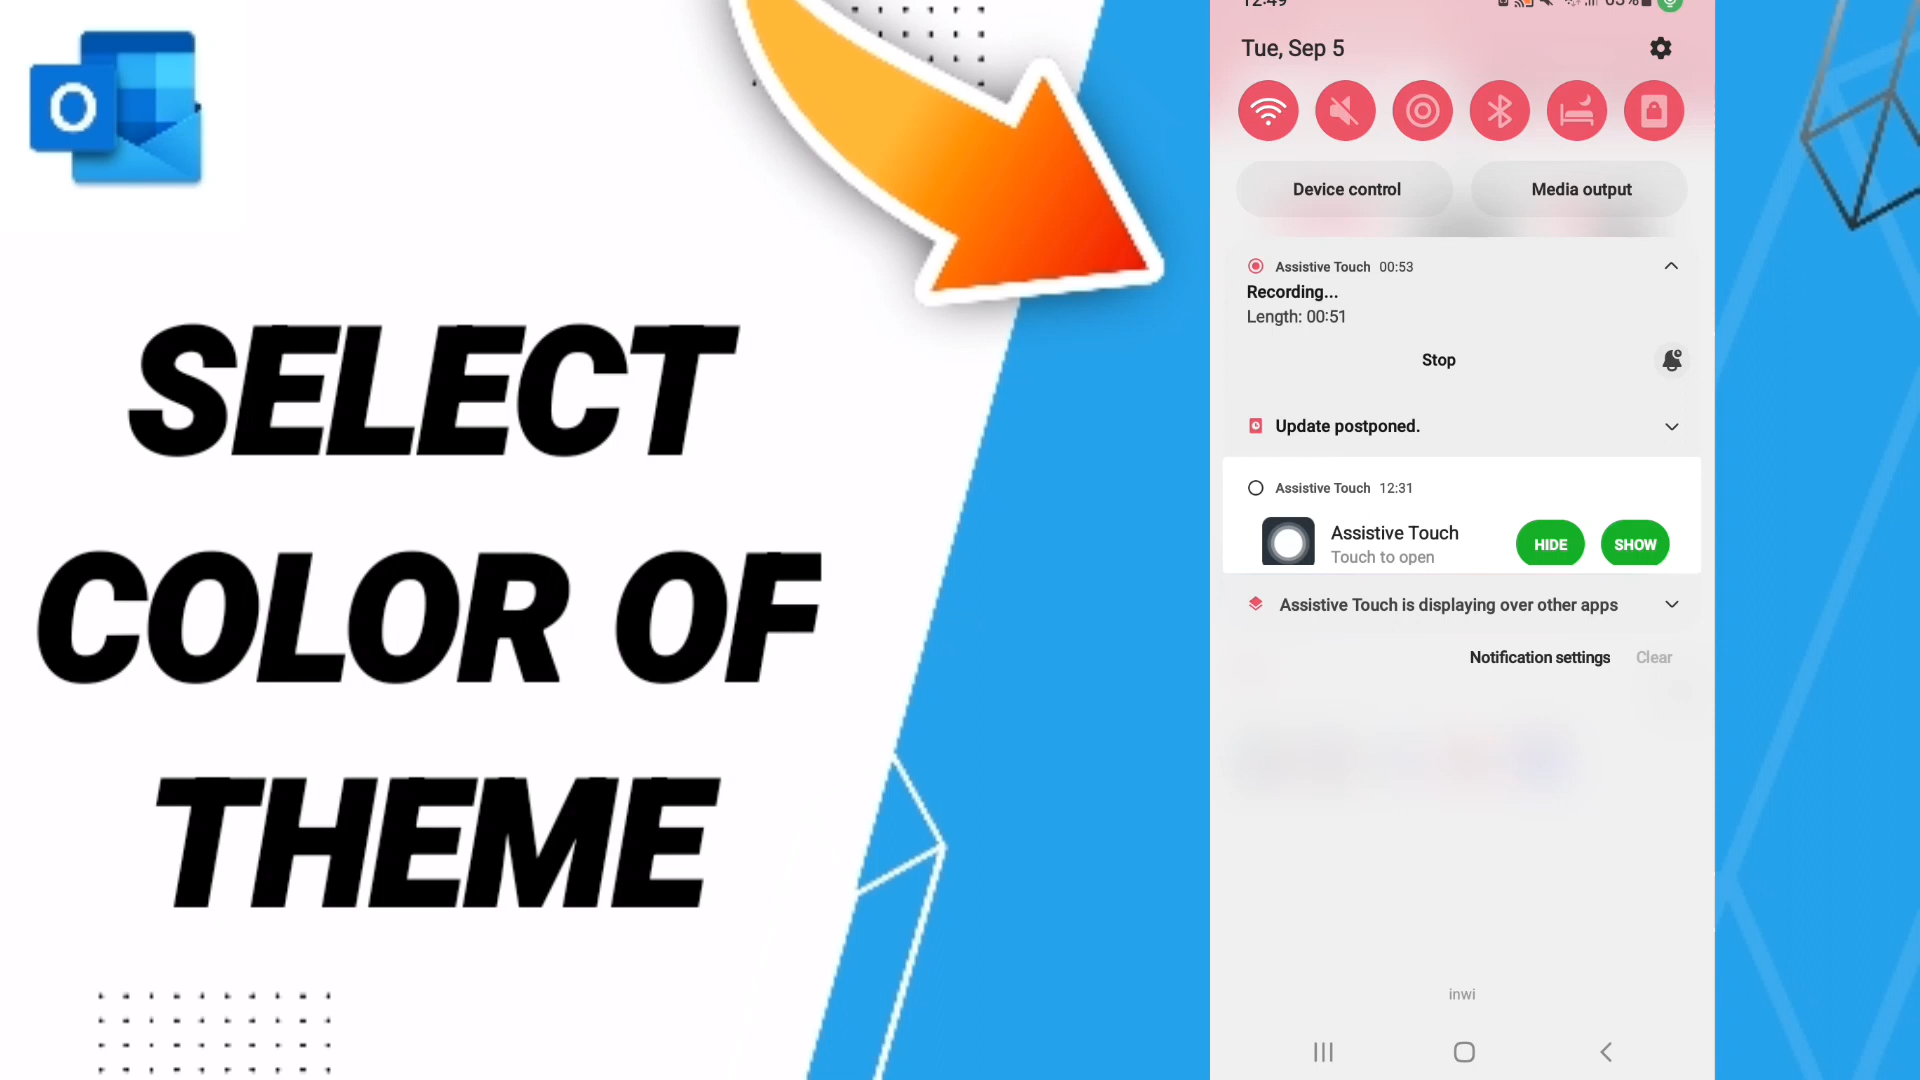 SELECT
COLOR OF
THEME
12:49
Tue, Sep 5
Device control
Media output
Assistive Touch 00:53
Recording...
Length: 00:51
Stop
Update postponed.
Assistive Touch 12:31
Assistive Touch
Touch to open
HIDE
SHOW
Assistive Touch is displaying over other apps
Notification settings
Clear
inwi